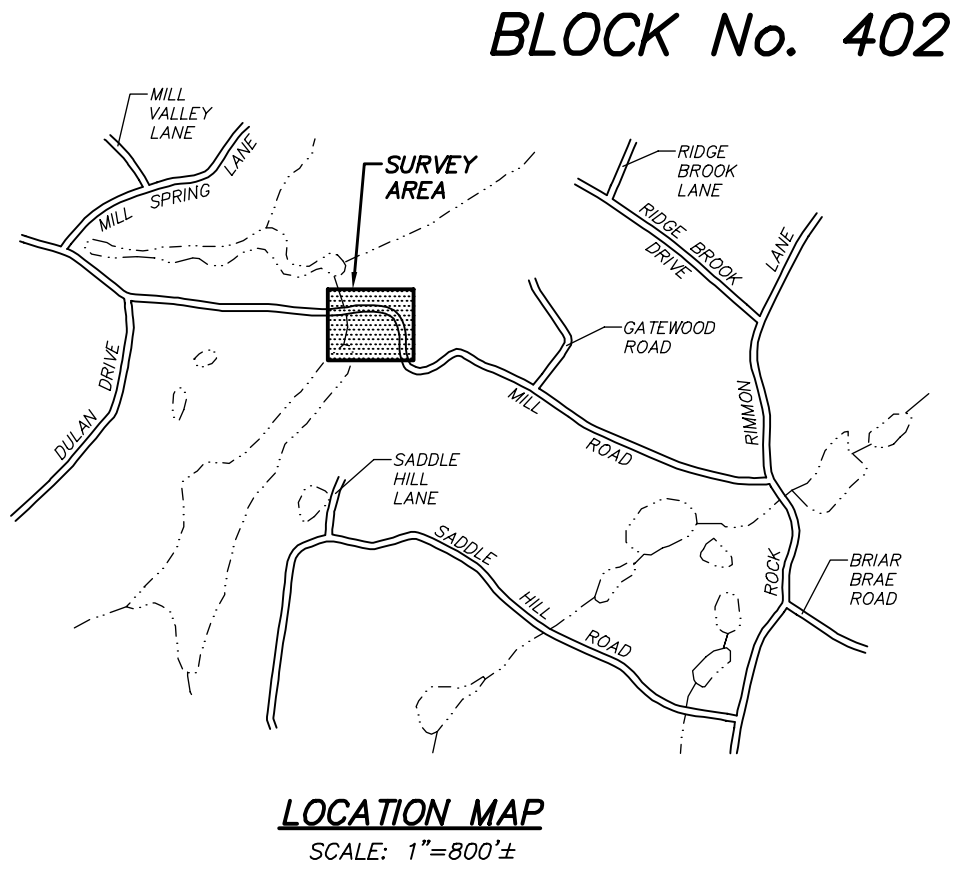 BLOCK No. 402
MILL
VALLEY
LANE
MILL SPRING LANE
SURVEY
AREA
RIDGE
BROOK
LANE
RIDGE BROOK
DRIVE
LANE
GATEWOOD
ROAD
DULAN DRIVE
MILL ROAD
RIMMON
SADDLE
HILL
LANE
SADDLE HILL ROAD
ROCK
BRIAR
BRAE
ROAD
LOCATION MAP
SCALE: 1"=800'±